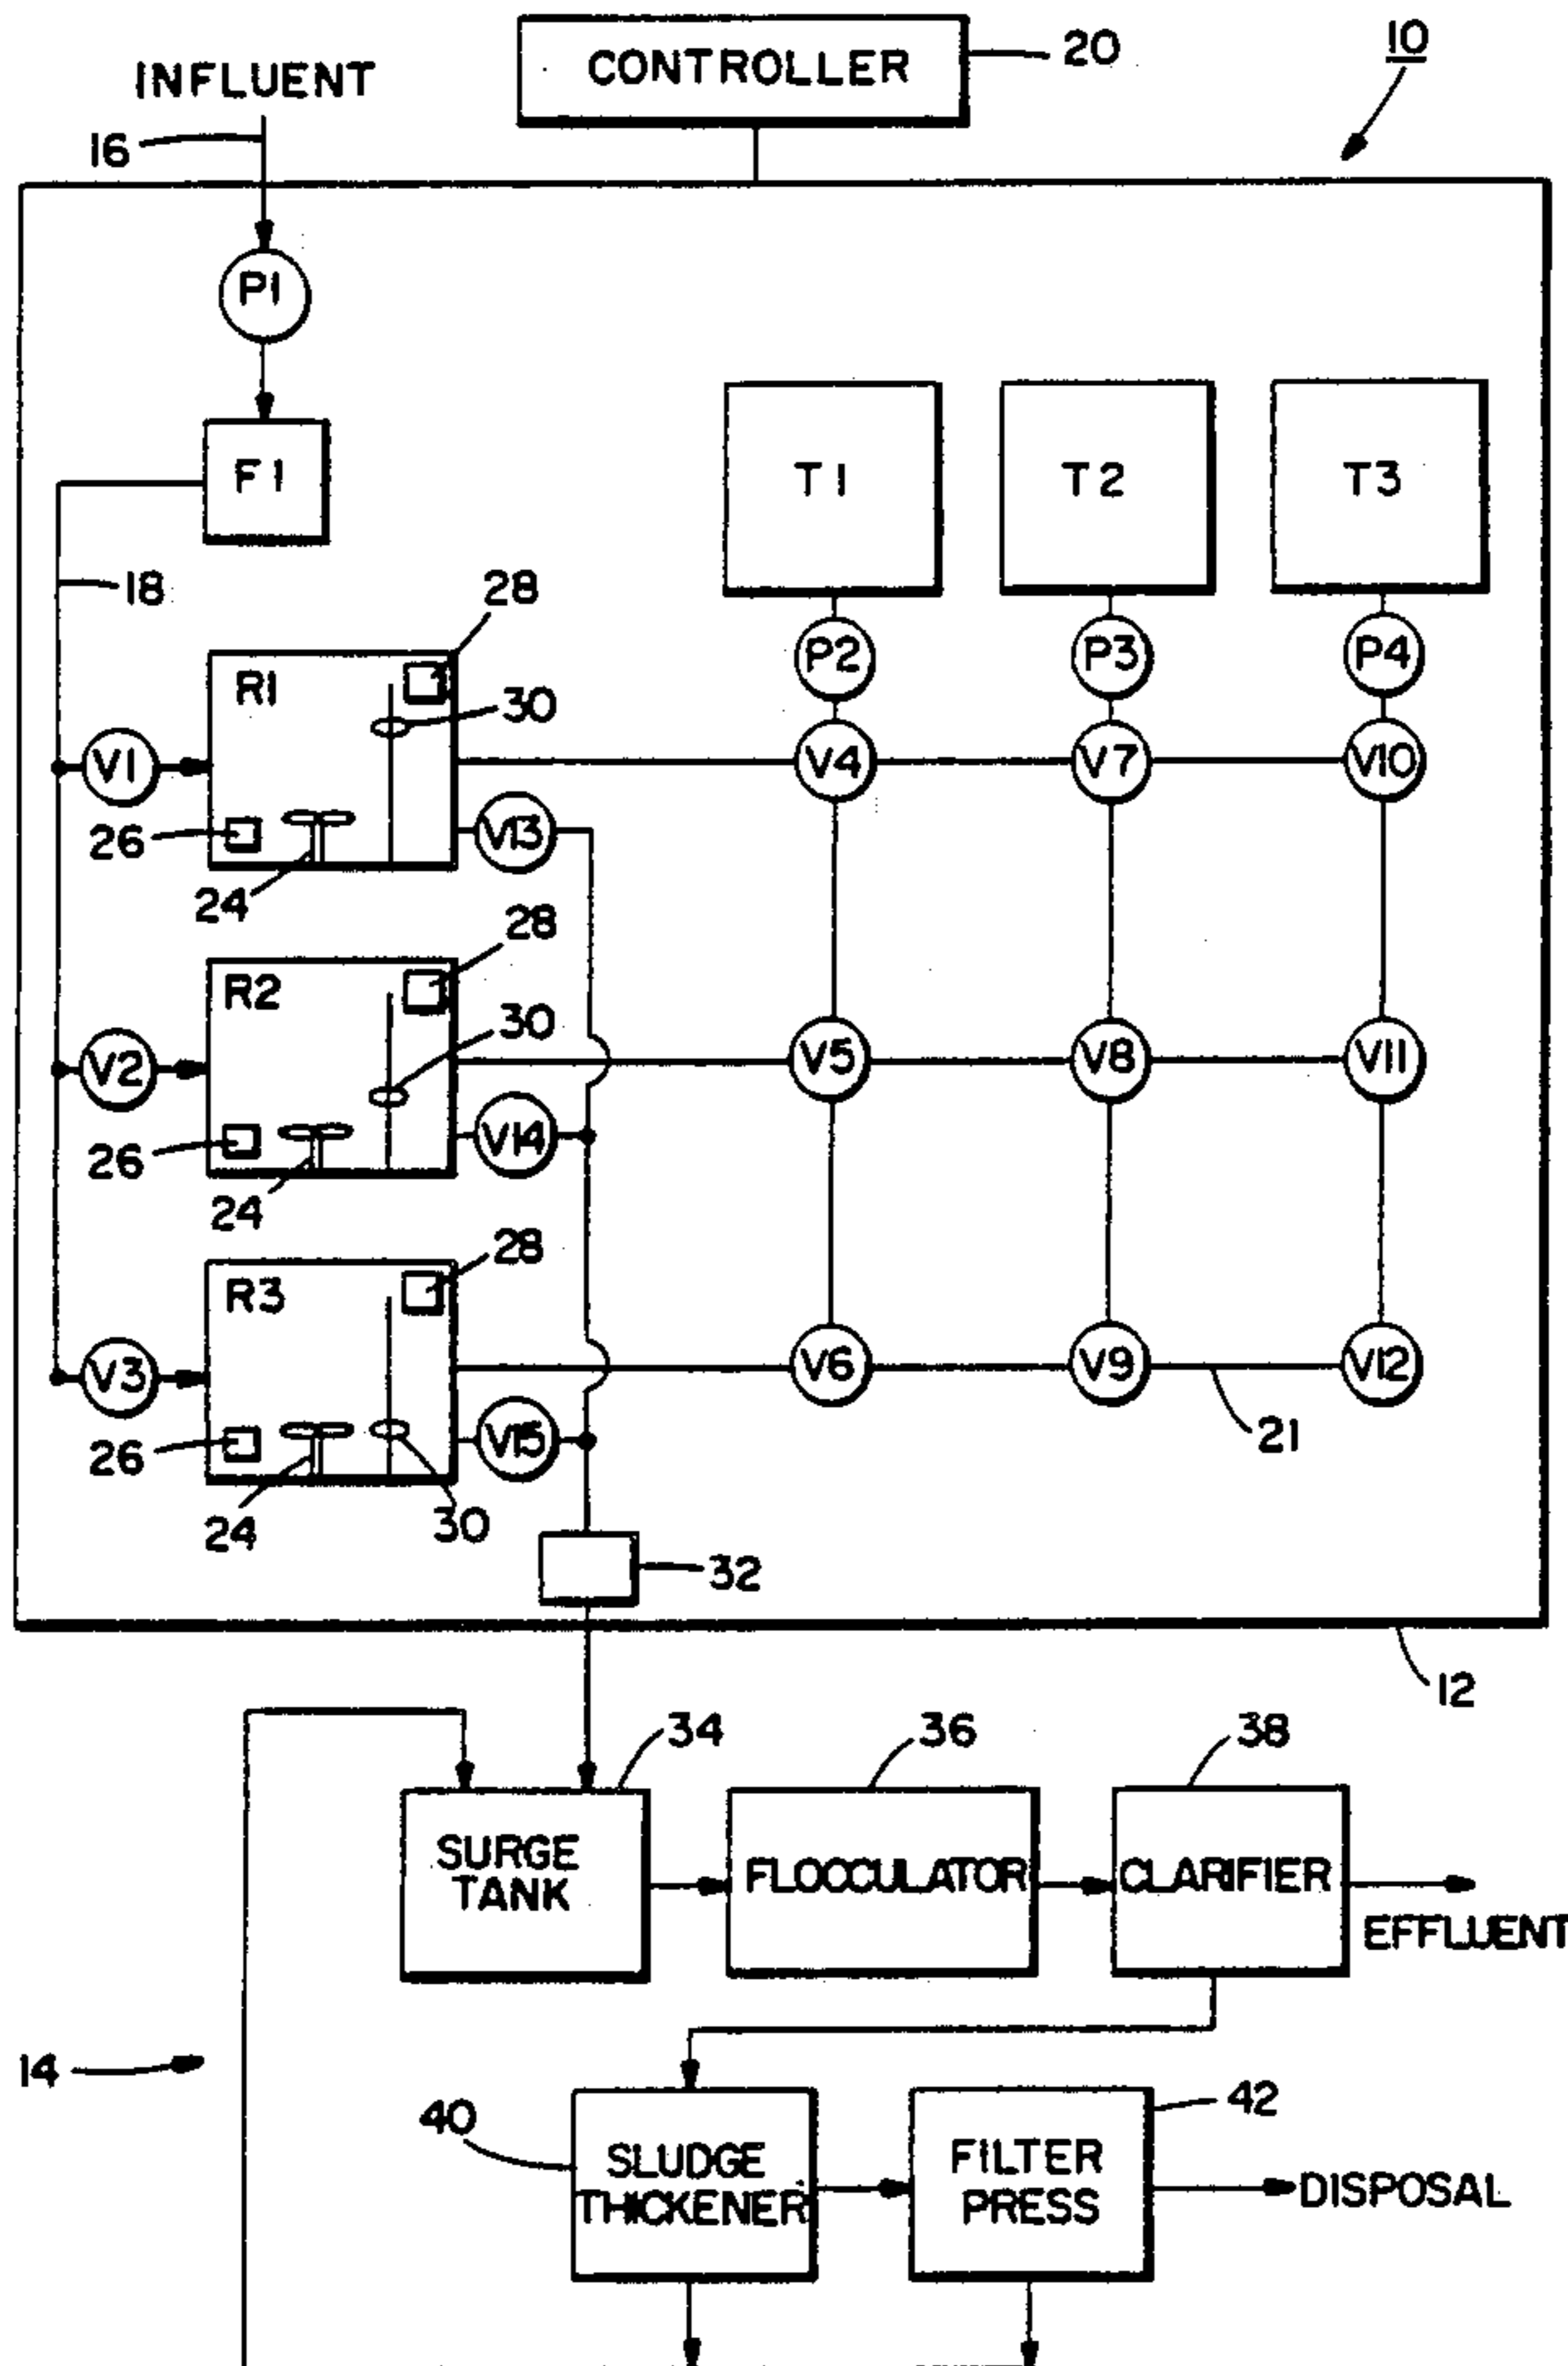 CONTROLLER
20
10
INFLUENT
16
P1
F1
T1
T2
T3
18
28
P2
P3
P4
R1
30
V1
V4
V7
V10
26
V13
24
28
R2
30
V2
V5
V8
V11
26
V14
24
28
R3
V3
V6
V9
V12
26
V15
21
24
30
32
12
34
36
38
SURGE
TANK
FLOCCULATOR
CLARIFIER
EFFLUENT
14
40
42
SLUDGE
THICKENER
FILTER
PRESS
DISPOSAL